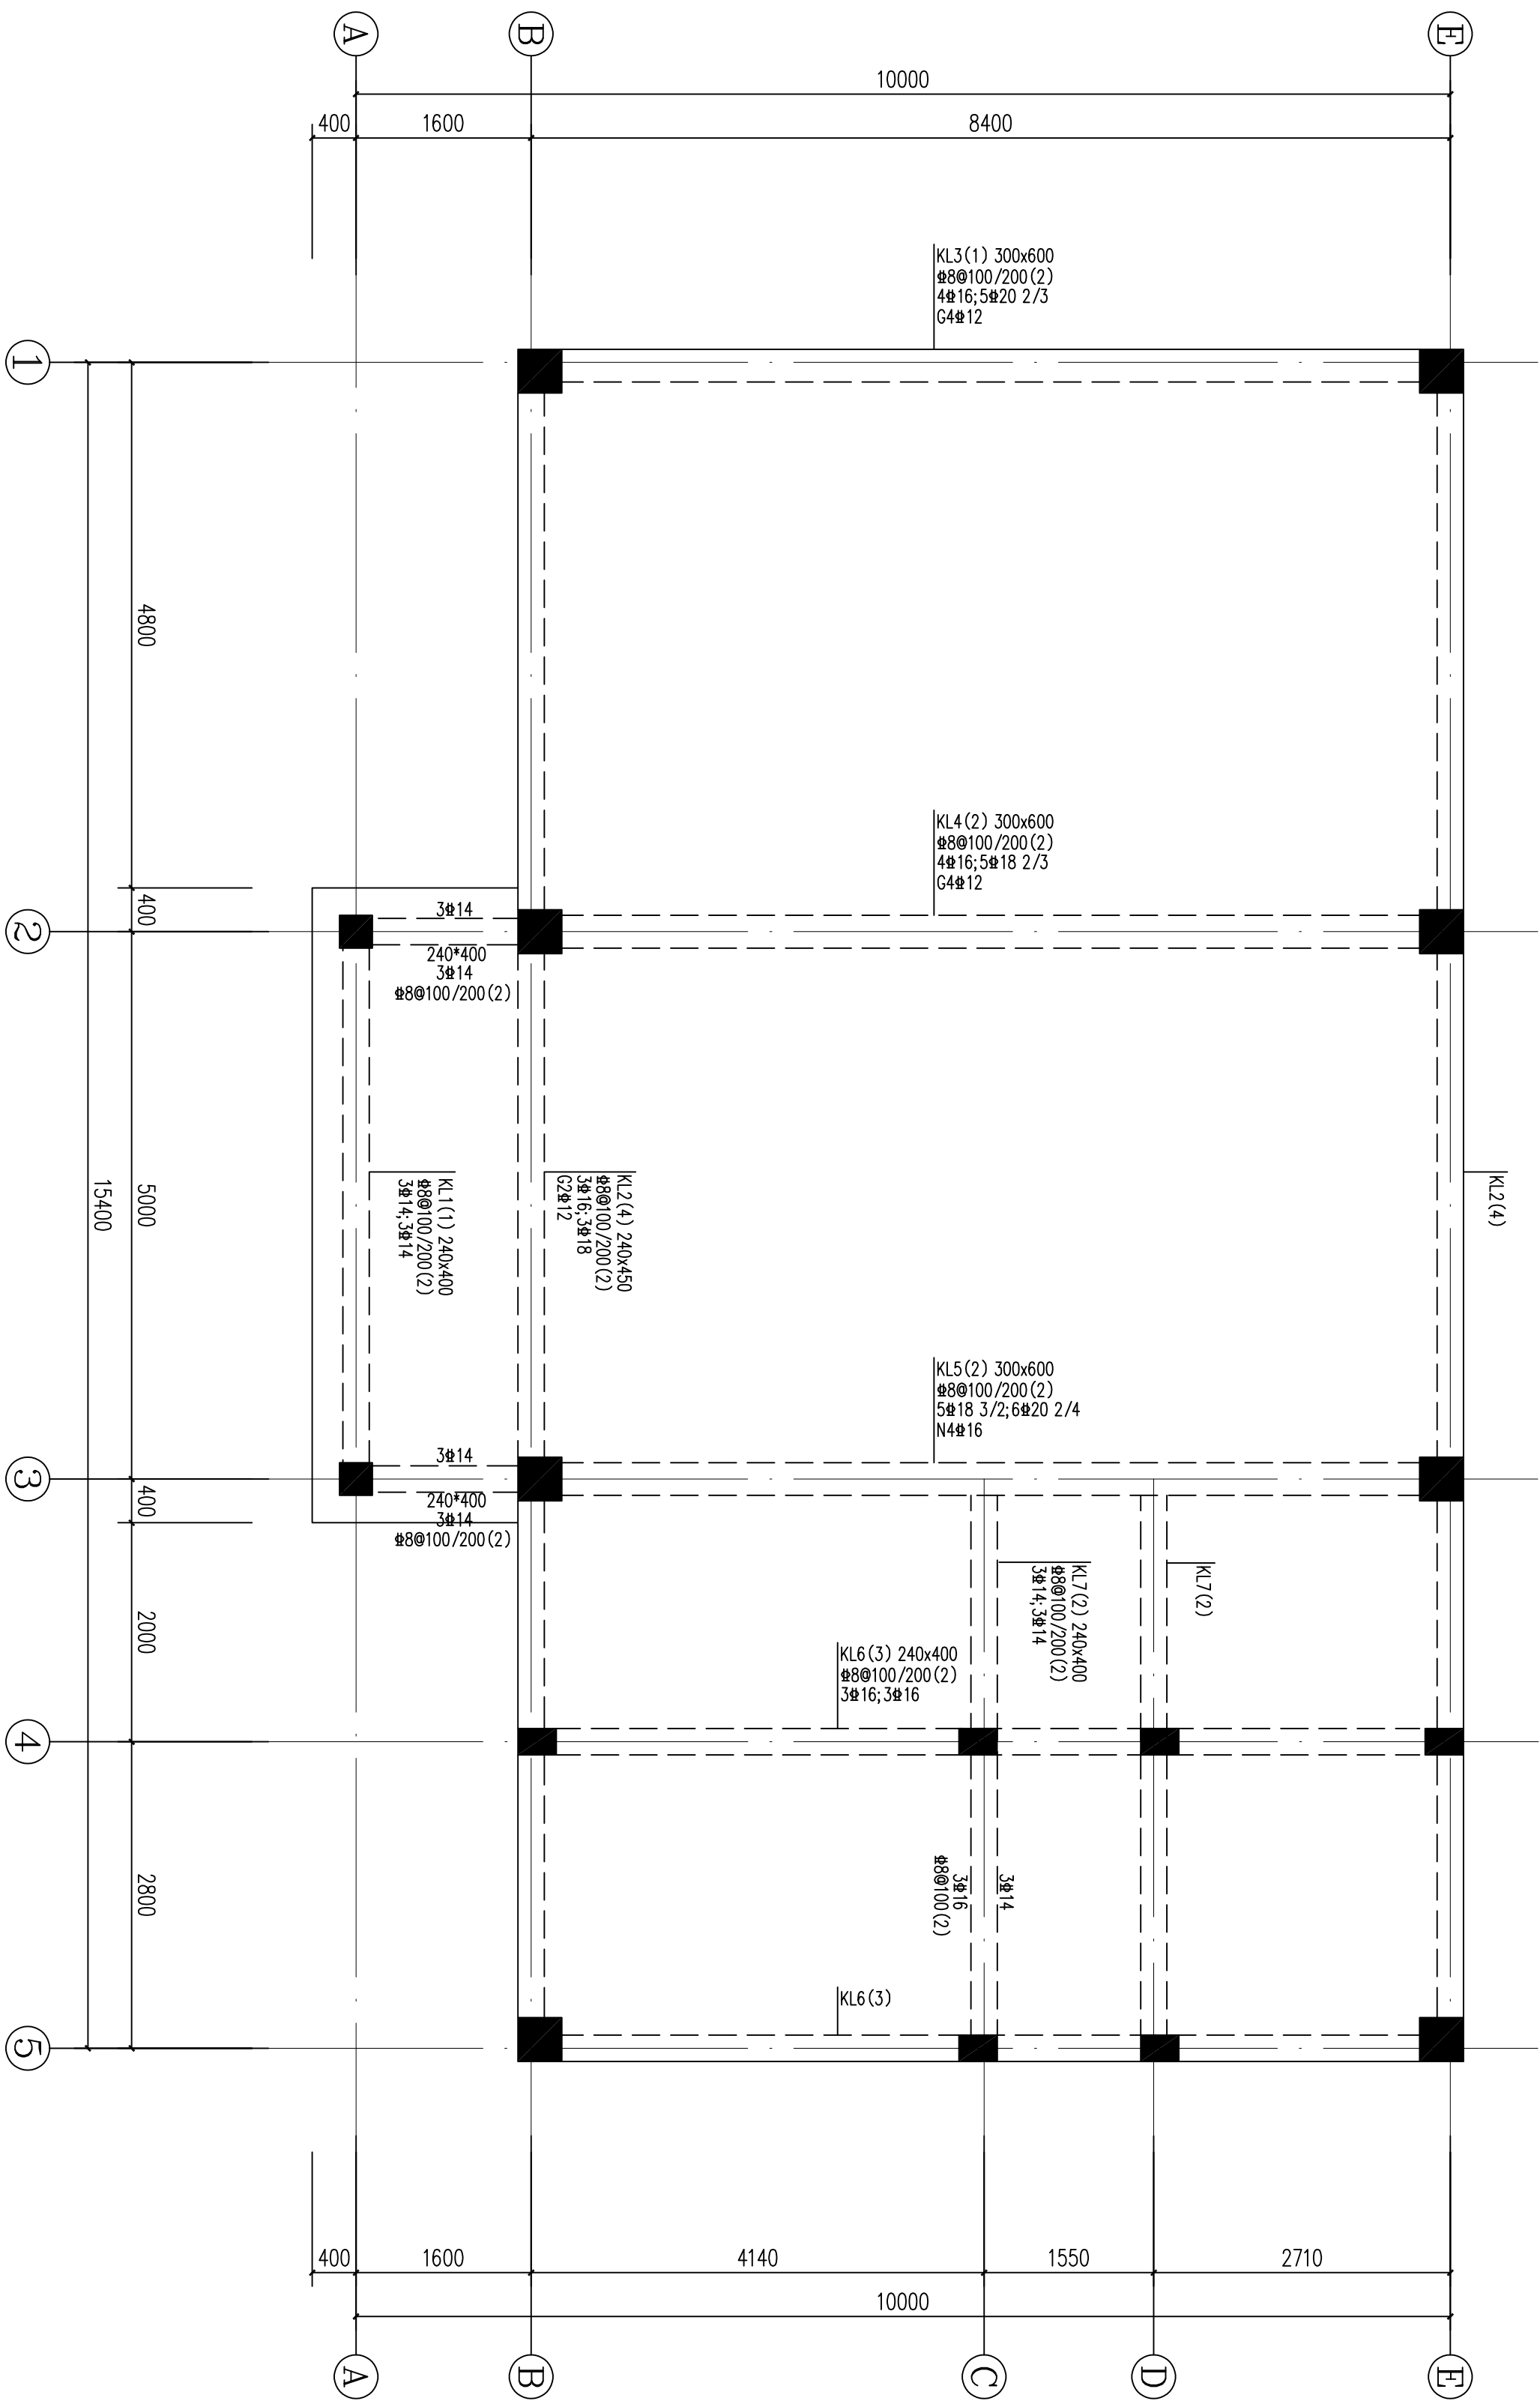 A
B
E
10000
400
1600
8400
KL3(1) 300x600
⌀8@100/200(2)
4⌀16;5⌀20 2/3
G4⌀12
1
4800
KL4(2) 300x600
⌀8@100/200(2)
4⌀16;5⌀18 2/3
G4⌀12
400
2
3⌀14
240*400
3⌀14
⌀8@100/200(2)
5000
15400
KL1(1) 240x400
⌀8@100/200(2)
3⌀14;3⌀14
KL2(4) 240x450
⌀8@100/200(2)
3⌀16;3⌀18
G2⌀12
KL2(4)
KL5(2) 300x600
⌀8@100/200(2)
5⌀18 3/2;6⌀20 2/4
N4⌀16
3
3⌀14
240*400
3⌀14
⌀8@100/200(2)
400
2000
KL7(2) 240x400
⌀8@100/200(2)
3⌀14;3⌀14
KL7(2)
KL6(3) 240x400
⌀8@100/200(2)
3⌀16;3⌀16
4
2800
3⌀14
3⌀16
⌀8@100(2)
KL6(3)
5
400
1600
4140
1550
2710
10000
A
B
C
D
E